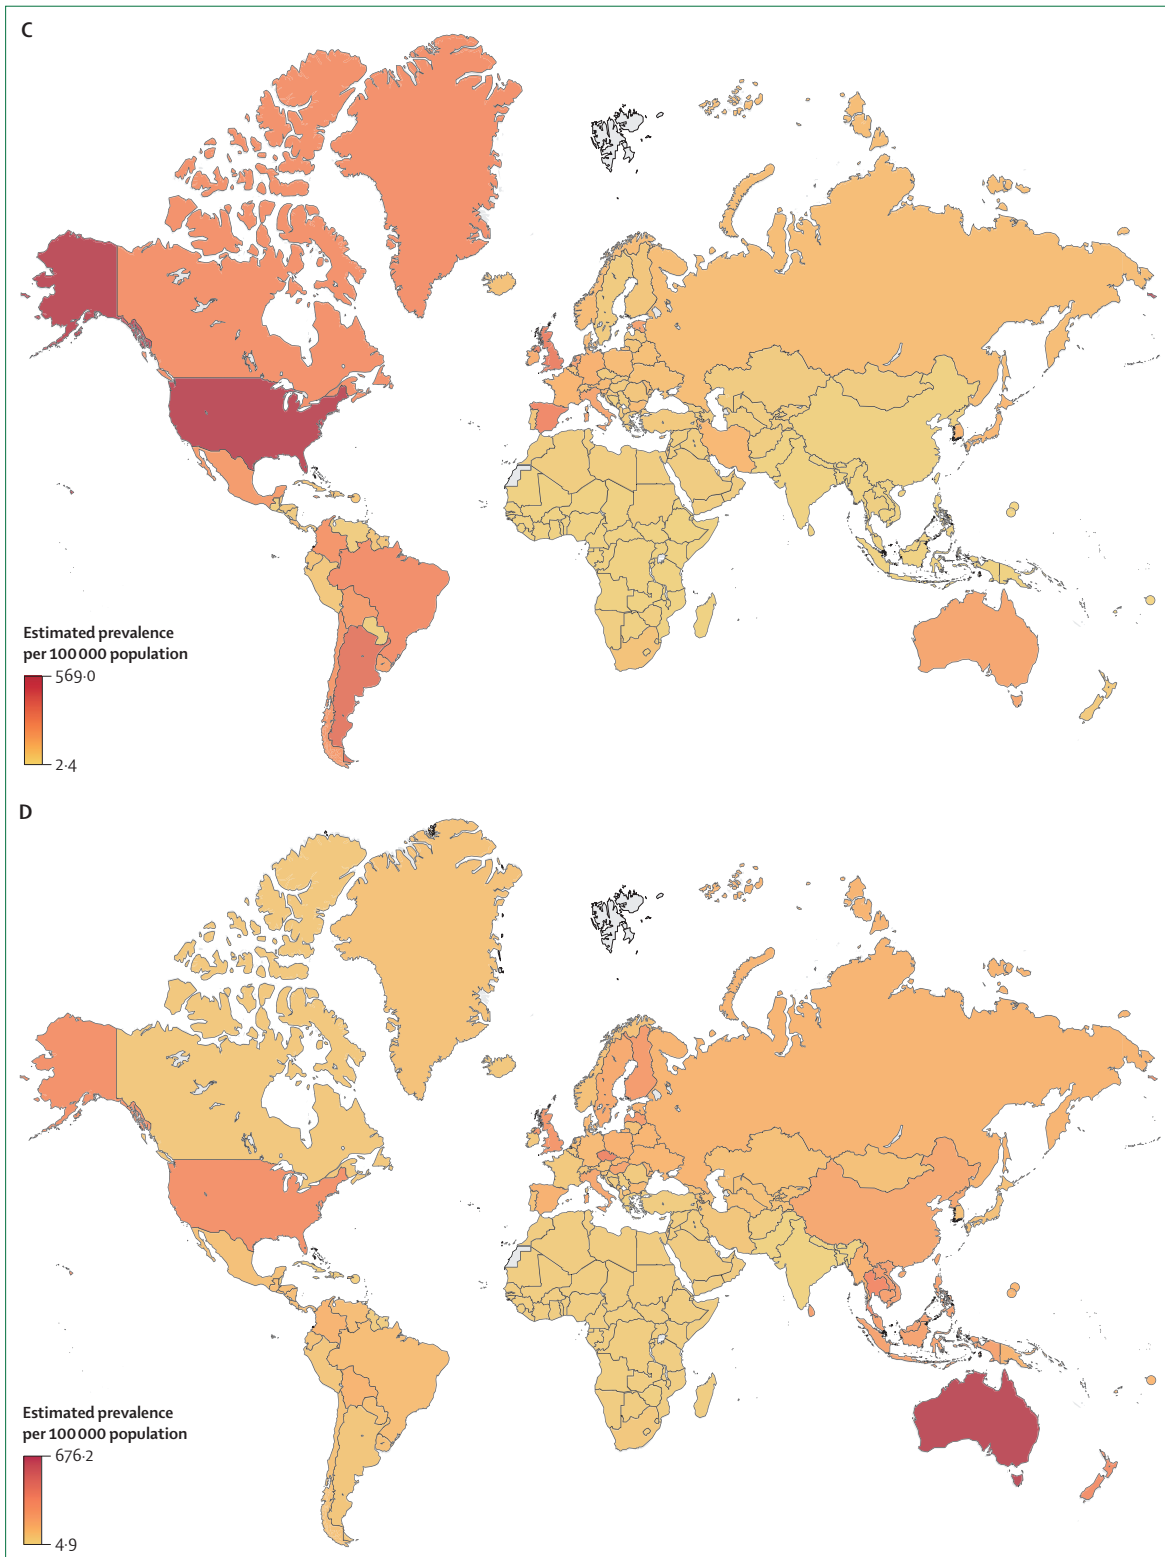 C
Estimated prevalence
per 100 000 population
569·0
2·4
D
Estimated prevalence
per 100 000 population
676·2
4·9